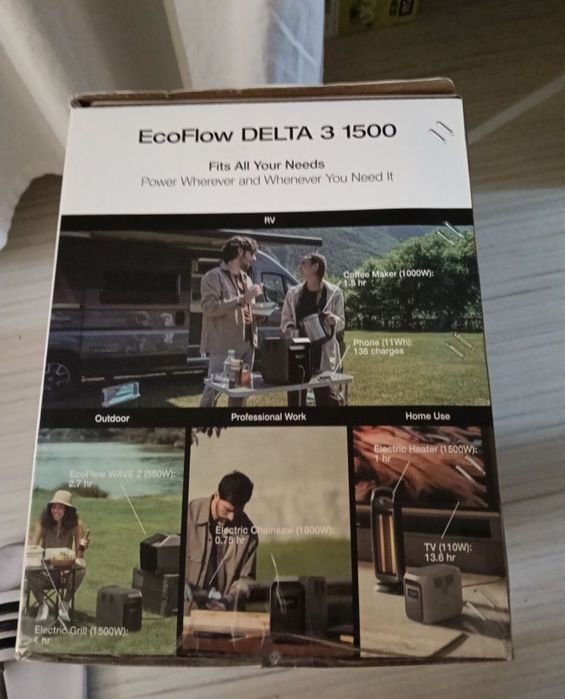 EcoFlow DELTA 3 1500
Fits All Your Needs
Power Wherever and Whenever You Need It
RV
Coffee Maker (1000W):
1.5 hr
Phone (11Wh):
136 charges
Outdoor
Professional Work
Home Use
EcoFlow WAVE 2 (550W):
2.7 hr
Electric Grill (1500W):
1 hr
Electric Chainsaw (1800W):
0.75 hr
Electric Heater (1500W):
1 hr
TV (110W):
13.6 hr